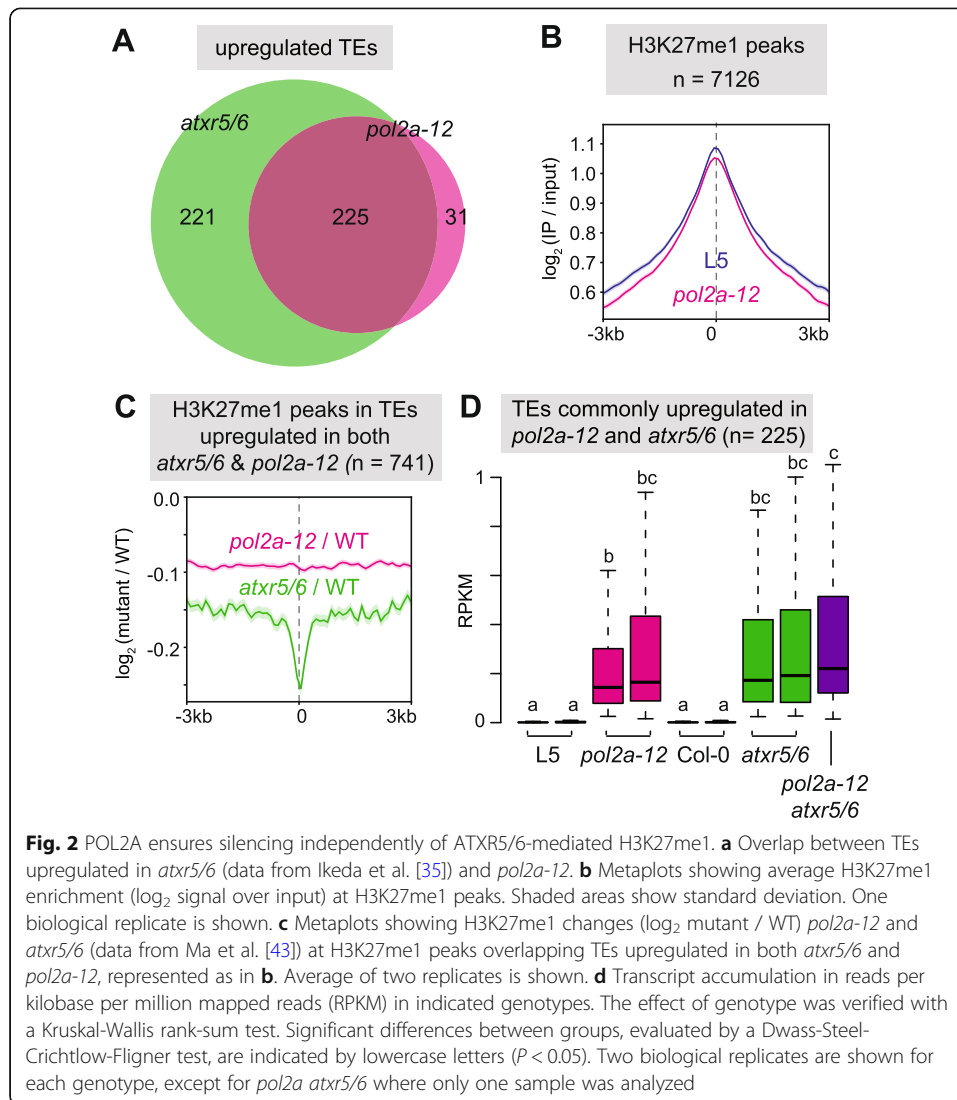 A
upregulated TEs
atxr5/6
pol2a-12
221
225
31
B
H3K27me1 peaks
n = 7126
log2(IP / input)
1.1
1.0
0.9
0.8
0.7
0.6
L5
pol2a-12
-3kb
0
3kb
C
H3K27me1 peaks in TEs
upregulated in both
atxr5/6 & pol2a-12 (n = 741)
log2(mutant / WT)
0.0
-0.1
-0.2
pol2a-12 / WT
atxr5/6 / WT
-3kb
0
3kb
D
TEs commonly upregulated in
pol2a-12 and atxr5/6 (n= 225)
RPKM
1
0
a
a
b
bc
a
a
bc
bc
c
L5
pol2a-12
Col-0
atxr5/6
pol2a-12
atxr5/6
Fig. 2 POL2A ensures silencing independently of ATXR5/6-mediated H3K27me1. a Overlap between TEs
upregulated in atxr5/6 (data from Ikeda et al. [35]) and pol2a-12. b Metaplots showing average H3K27me1
enrichment (log2 signal over input) at H3K27me1 peaks. Shaded areas show standard deviation. One
biological replicate is shown. c Metaplots showing H3K27me1 changes (log2 mutant / WT) pol2a-12 and
atxr5/6 (data from Ma et al. [43]) at H3K27me1 peaks overlapping TEs upregulated in both atxr5/6 and
pol2a-12, represented as in b. Average of two replicates is shown. d Transcript accumulation in reads per
kilobase per million mapped reads (RPKM) in indicated genotypes. The effect of genotype was verified with
a Kruskal-Wallis rank-sum test. Significant differences between groups, evaluated by a Dwass-Steel-
Crichtlow-Fligner test, are indicated by lowercase letters (P < 0.05). Two biological replicates are shown for
each genotype, except for pol2a atxr5/6 where only one sample was analyzed